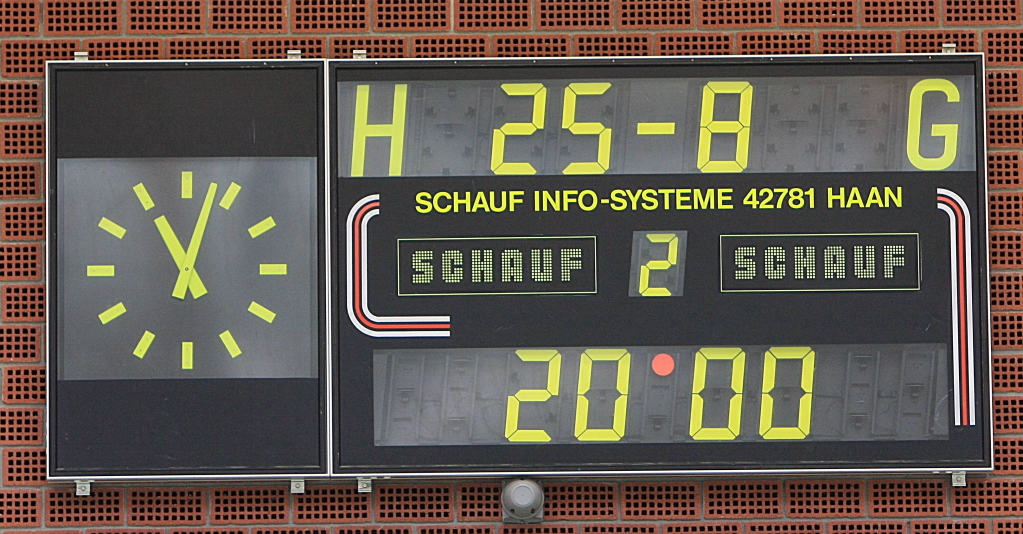 H 25-8 G
SCHAUF INFO-SYSTEME 42781 HAAN
SCHAUF 2 SCHAUF
20 00